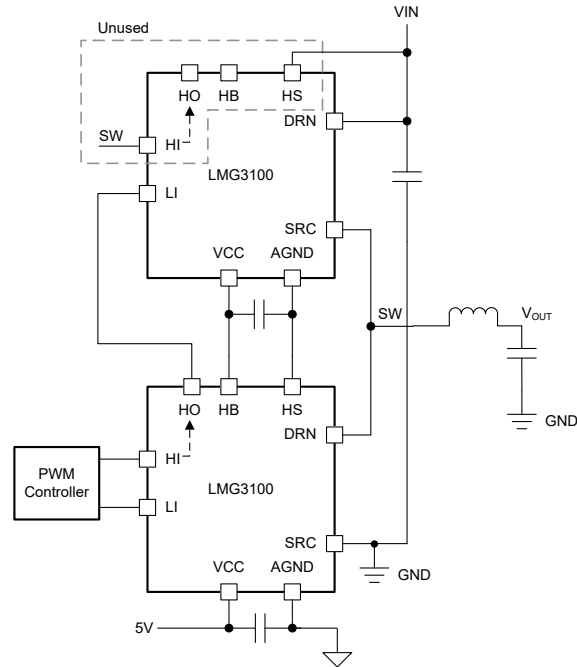 VIN
Unused
HO HB HS
DRN
SW
HI
LMG3100
LI
SRC
VCC AGND
SW
VOUT
GND
HO HB HS
DRN
PWM
Controller
HI
LMG3100
LI
SRC
VCC AGND
GND
5V